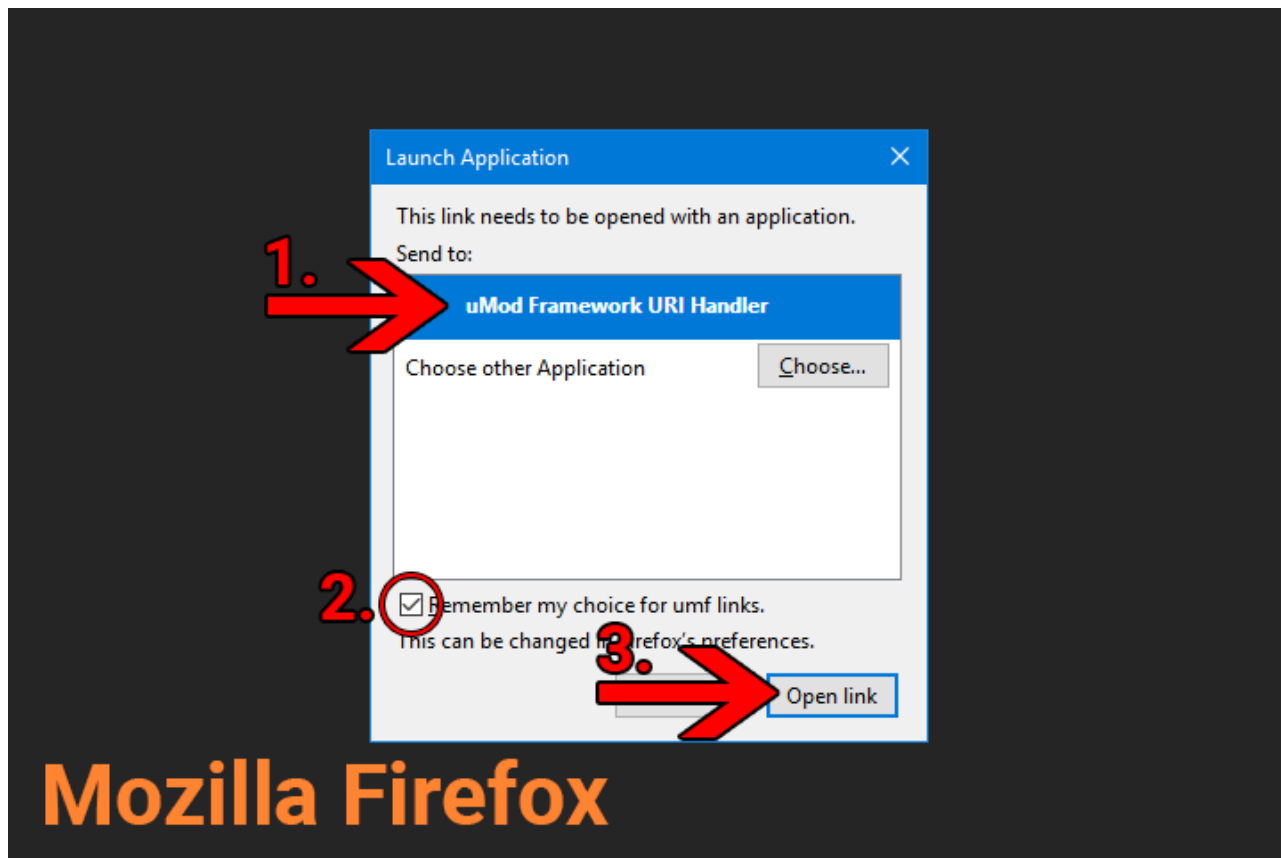 Launch Application
This link needs to be opened with an application.
Send to:
1.
uMod Framework URI Handler
Choose other Application
Choose...
2.
Remember my choice for umf links.
This can be changed in Firefox's preferences.
3.
Open link
Mozilla Firefox